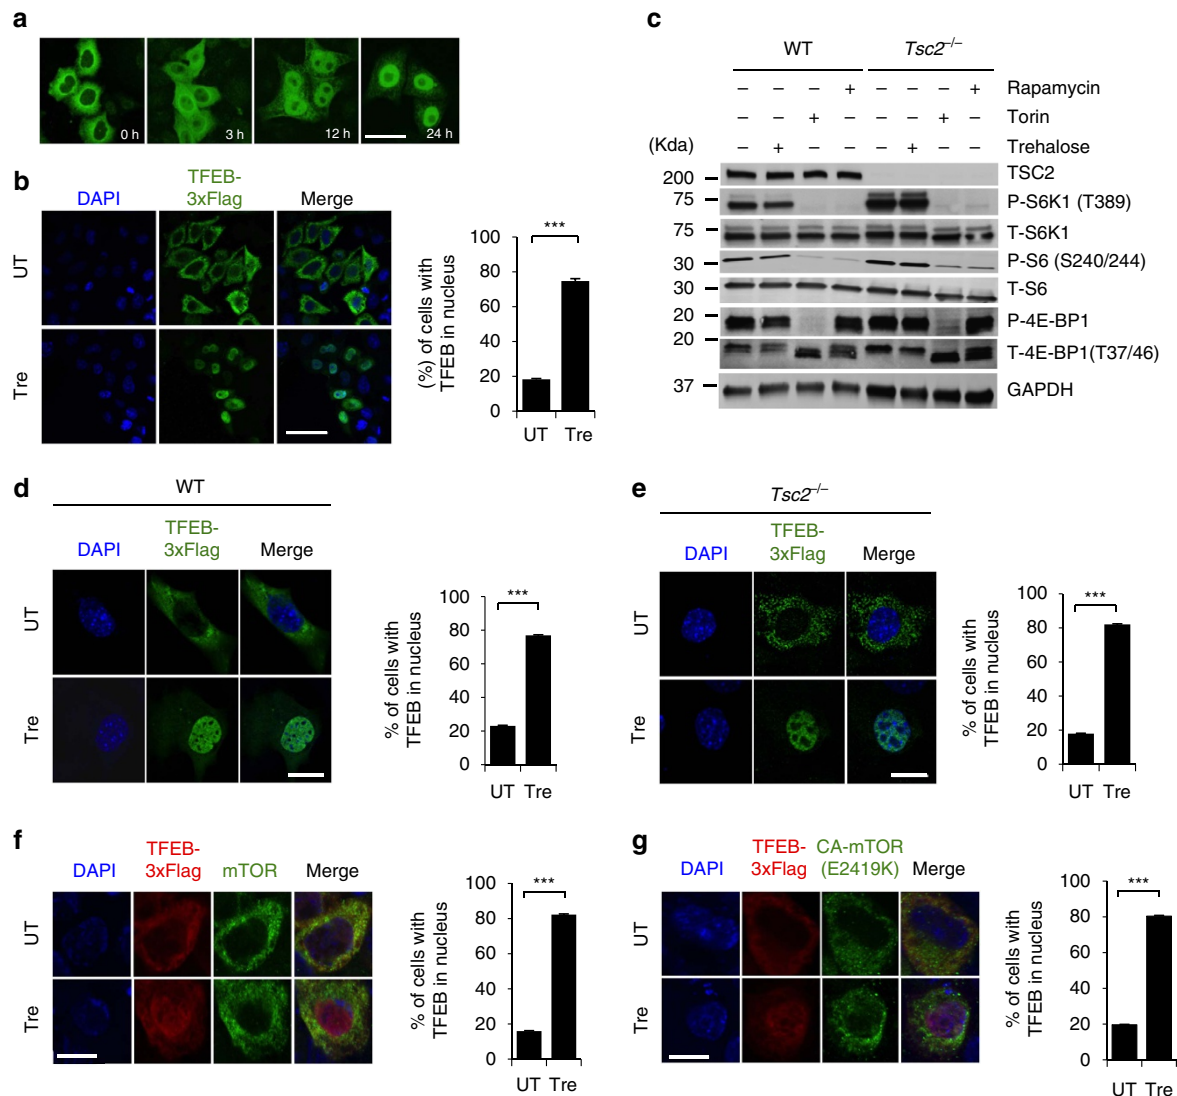 a
0 h
3 h
12 h
24 h
b
DAPI
TFEB-
3xFlag
Merge
UT
Tre
(%) of cells with
TFEB in nucleus
100
80
60
40
20
0
***
UT Tre
c
WT
Tsc2–/–
– – – + – – – + Rapamycin
– – + – – – + – Torin
– + – – – + – – Trehalose
(Kda)
200 TSC2
75 P-S6K1 (T389)
75 T-S6K1
30 P-S6 (S240/244)
30 T-S6
20 P-4E-BP1
20 T-4E-BP1(T37/46)
37 GAPDH
d
WT
DAPI
TFEB-
3xFlag
Merge
UT
Tre
% of cells with
TFEB in nucleus
100
80
60
40
20
0
***
UT Tre
e
Tsc2–/–
DAPI
TFEB-
3xFlag
Merge
UT
Tre
% of cells with
TFEB in nucleus
100
80
60
40
20
0
***
UT Tre
f
DAPI
TFEB-
3xFlag
mTOR
Merge
UT
Tre
% of cells with
TFEB in nucleus
100
80
60
40
20
0
***
UT Tre
g
DAPI
TFEB-
3xFlag
CA-mTOR
(E2419K)
Merge
UT
Tre
% of cells with
TFEB in nucleus
100
80
60
40
20
0
***
UT Tre